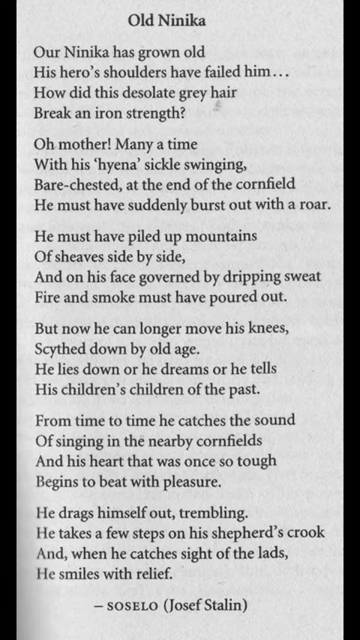 Old Ninika
Our Ninika has grown old
His hero's shoulders have failed him…
How did this desolate grey hair
Break an iron strength?
Oh mother! Many a time
With his 'hyena' sickle swinging,
Bare-chested, at the end of the cornfield
He must have suddenly burst out with a roar.
He must have piled up mountains
Of sheaves side by side,
And on his face governed by dripping sweat
Fire and smoke must have poured out.
But now he can longer move his knees,
Scythed down by old age.
He lies down or he dreams or he tells
His children's children of the past.
From time to time he catches the sound
Of singing in the nearby cornfields
And his heart that was once so tough
Begins to beat with pleasure.
He drags himself out, trembling.
He takes a few steps on his shepherd's crook
And, when he catches sight of the lads,
He smiles with relief.
– SOSELO (Josef Stalin)